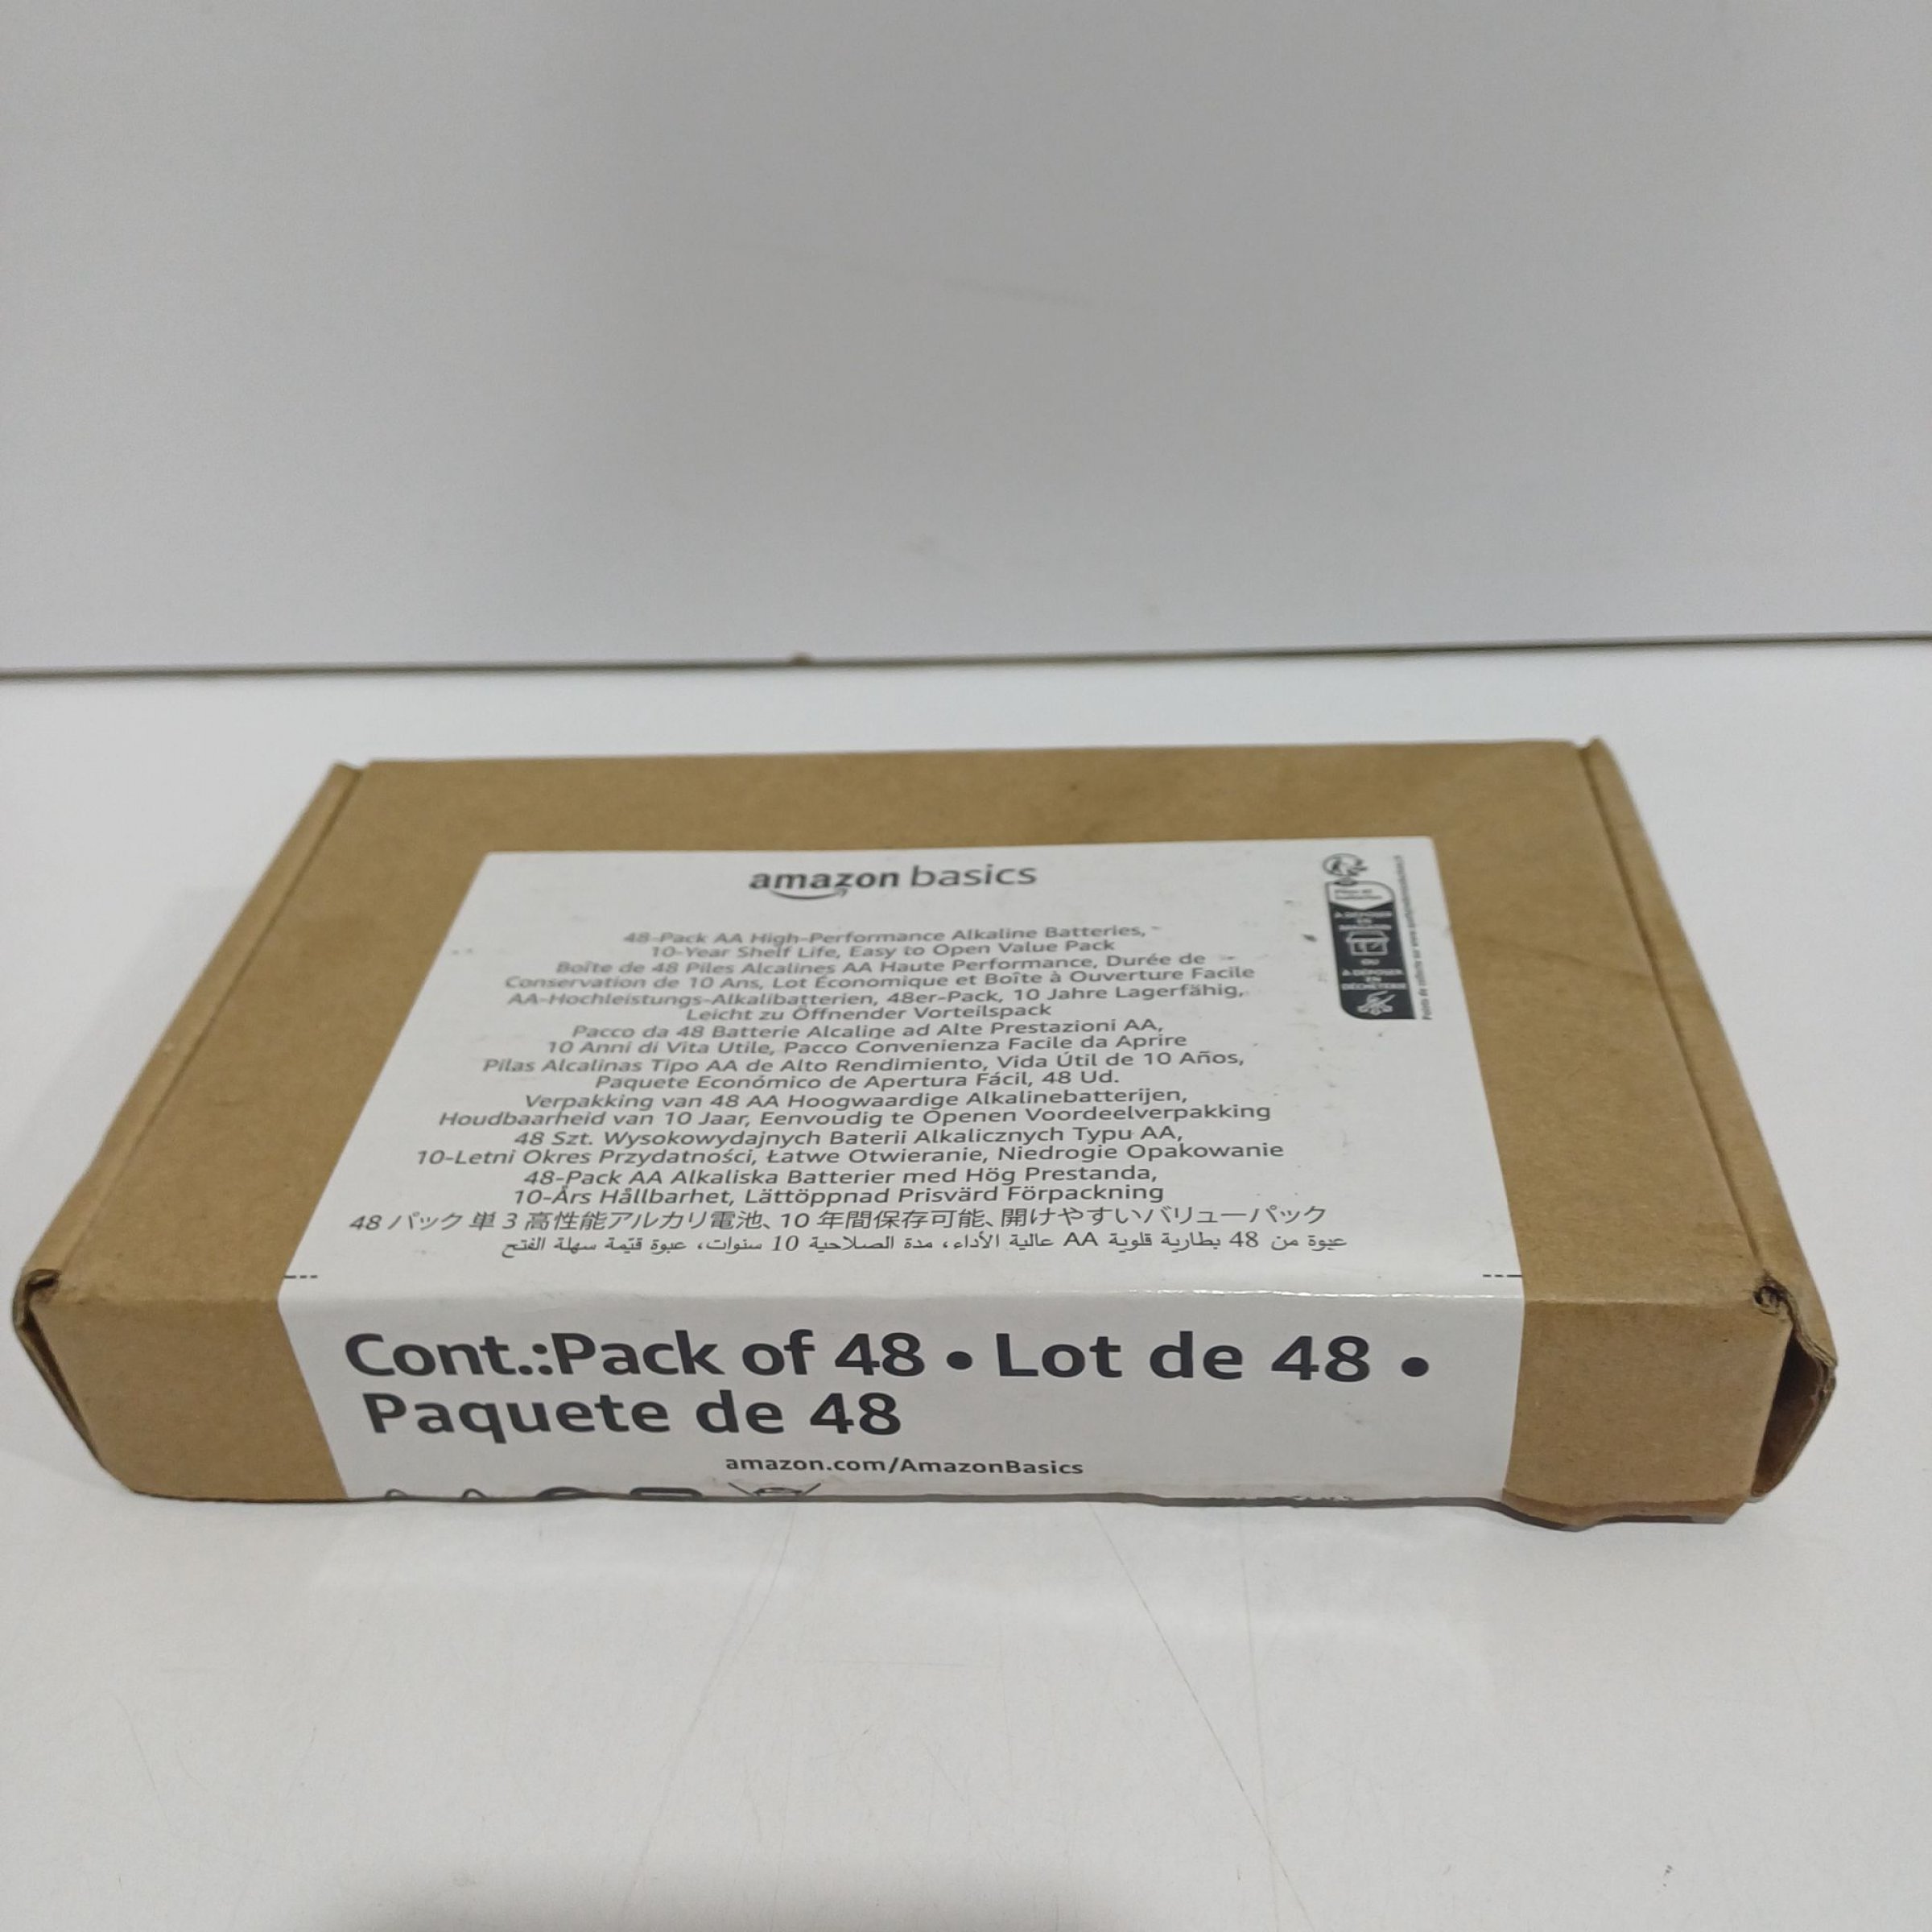 amazon basics
48-Pack AA High-Performance Alkaline Batteries,
10-Year Shelf Life, Easy to Open Value Pack
Boîte de 48 Piles Alcalines AA Haute Performance, Durée de
Conservation de 10 Ans, Lot Économique et Boîte à Ouverture Facile
AA-Hochleistungs-Alkalibatterien, 48er-Pack, 10 Jahre Lagerfähig,
Leicht zu Öffnender Vorteilspack
Pacco da 48 Batterie Alcaline ad Alte Prestazioni AA,
10 Anni di Vita Utile, Pacco Convenienza Facile da Aprire
Pilas Alcalinas Tipo AA de Alto Rendimiento, Vida Útil de 10 Años,
Paquete Económico de Apertura Fácil, 48 Ud.
Verpakking van 48 AA Hoogwaardige Alkalinebatterijen,
Houdbaarheid van 10 Jaar, Eenvoudig te Openen Voordeelverpakking
48 Szt. Wysokowydajnych Baterii Alkalicznych Typu AA,
10-Letni Okres Przydatności, Łatwe Otwieranie, Niedrogie Opakowanie
48-Pack AA Alkaliska Batterier med Hög Prestanda,
10-Års Hållbarhet, Lättöppnad Prisvärd Förpackning
48 パック 単 3 高性能アルカリ電池、10 年間保存可能、開けやすいバリューパック
عبوة من 48 بطارية قلوية AA عالية الأداء، مدة الصلاحية 10 سنوات، عبوة قيّمة سهلة الفتح
À DÉPOSER
EN
MAGASIN
OU
À DÉPOSER
EN
DÉCHÈTERIE
Cont.:Pack of 48 • Lot de 48 •
Paquete de 48
amazon.com/AmazonBasics